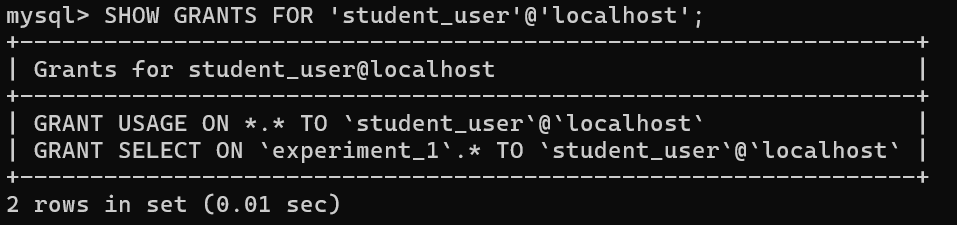 mysql> SHOW GRANTS FOR 'student_user'@'localhost';
+-----------------------------------------------------------------+
| Grants for student_user@localhost                               |
+-----------------------------------------------------------------+
| GRANT USAGE ON *.* TO `student_user`@`localhost`                |
| GRANT SELECT ON `experiment_1`.* TO `student_user`@`localhost` |
+-----------------------------------------------------------------+
2 rows in set (0.01 sec)